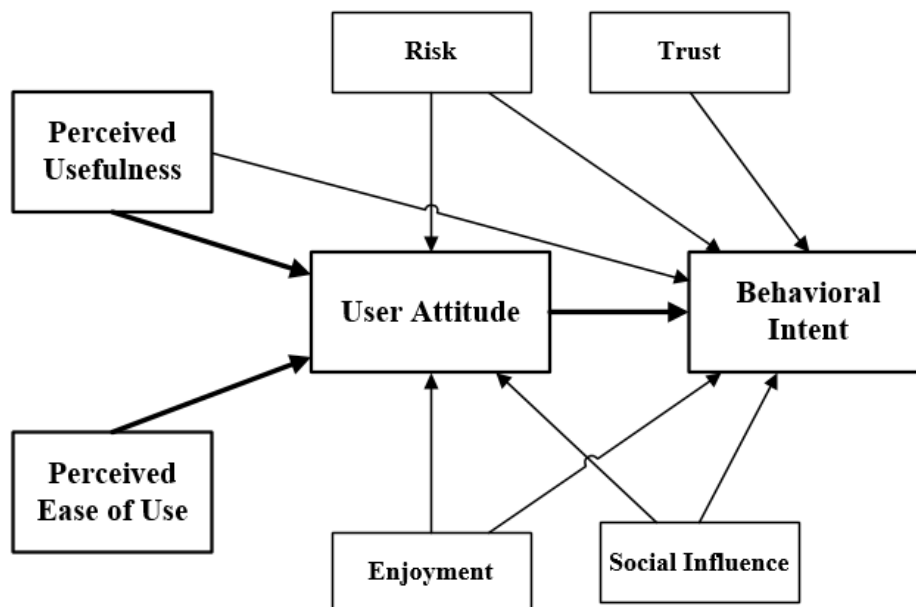 Risk
Trust
Perceived
Usefulness
User Attitude
Behavioral
Intent
Perceived
Ease of Use
Enjoyment
Social Influence